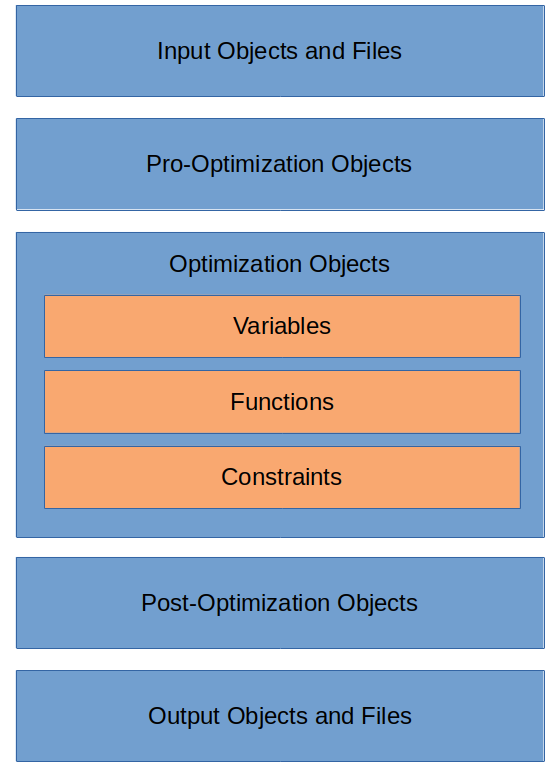 Input Objects and Files
Pro-Optimization Objects
Optimization Objects
Variables
Functions
Constraints
Post-Optimization Objects
Output Objects and Files